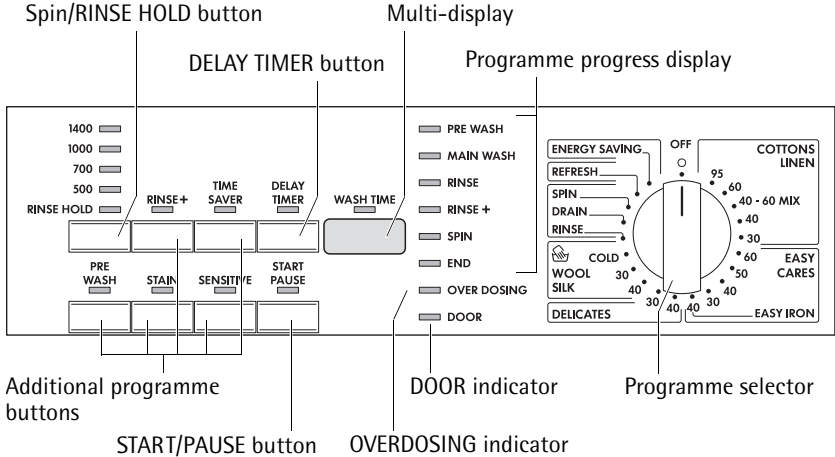 Spin/RINSE HOLD button
Multi-display
DELAY TIMER button
Programme progress display
1400
1000
700
500
RINSE HOLD
RINSE+
TIME
SAVER
DELAY
TIMER
WASH TIME
PRE
WASH
STAIN
SENSITIVE
START
PAUSE
PRE WASH
MAIN WASH
RINSE
RINSE +
SPIN
END
OVER DOSING
DOOR
OFF
ENERGY SAVING
REFRESH
SPIN
DRAIN
RINSE
COLD
WOOL
SILK
30
40
DELICATES
30
40
COTTONS
LINEN
95
60
40 - 60 MIX
40
30
EASY
CARES
60
50
40
30
40
EASY IRON
Additional programme
buttons
START/PAUSE button
OVERDOSING indicator
DOOR indicator
Programme selector